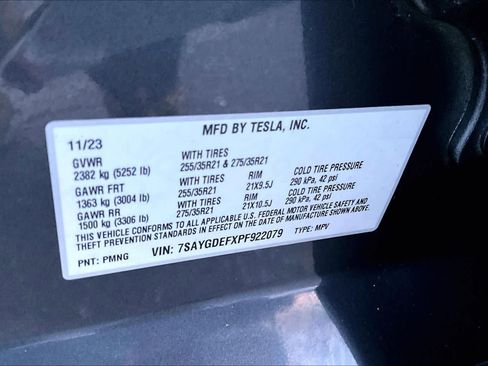 MFD BY TESLA, INC.
11/23
GVWR WITH TIRES
2382 kg (5252 lb) 255/35R21 & 275/35R21
GAWR FRT WITH TIRES RIM COLD TIRE PRESSURE
1363 kg (3004 lb) 255/35R21 21X9.5J 290 kPa, 42 psi
GAWR RR WITH TIRES RIM COLD TIRE PRESSURE
1500 kg (3306 lb) 275/35R21 21X10.5J 290 kPa, 42 psi
THIS VEHICLE CONFORMS TO ALL APPLICABLE U.S. FEDERAL MOTOR VEHICLE SAFETY AND
THEFT PREVENTION STANDARDS IN EFFECT ON THE DATE OF MANUFACTURE SHOWN ABOVE.
PNT: PMNG VIN: 7SAYGDEFXPF922079 TYPE: MPV